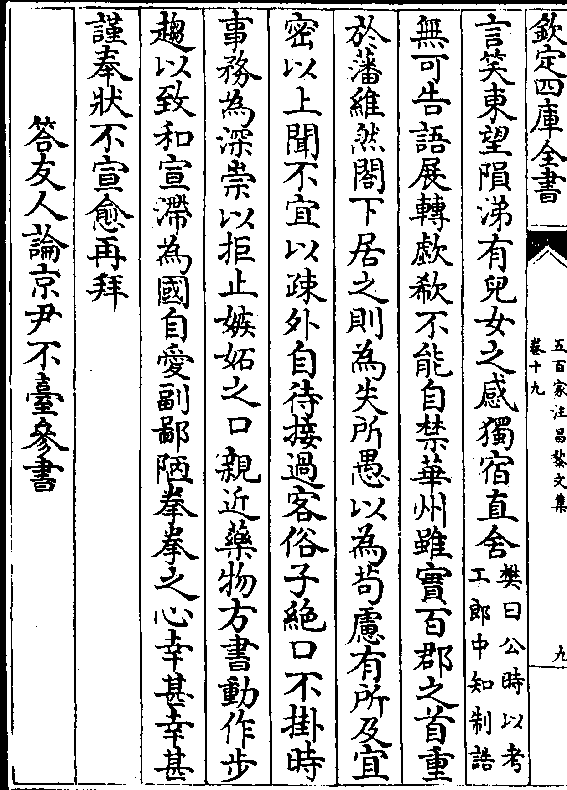 欽定四庫全書
五百家注昌黎文集
卷十九
九
言笑東望隕涕有兒女之感獨宿直舍樊曰公時以考工郎中知制誥
無可告語展轉歔欷不能自禁華州雖實百郡之首重
於藩維然閤下居之則為失所愚以為苟慮有所及宜
密以上聞不宜以疎外自待接過客俗子絶口不掛時
事務為深崇以拒止嫉妬之口親近藥物方書動作步
趨以致和宣滯為國自愛副鄙陋拳拳之心幸甚幸甚
謹奉狀不宣愈再拜
答友人論京尹不臺參書